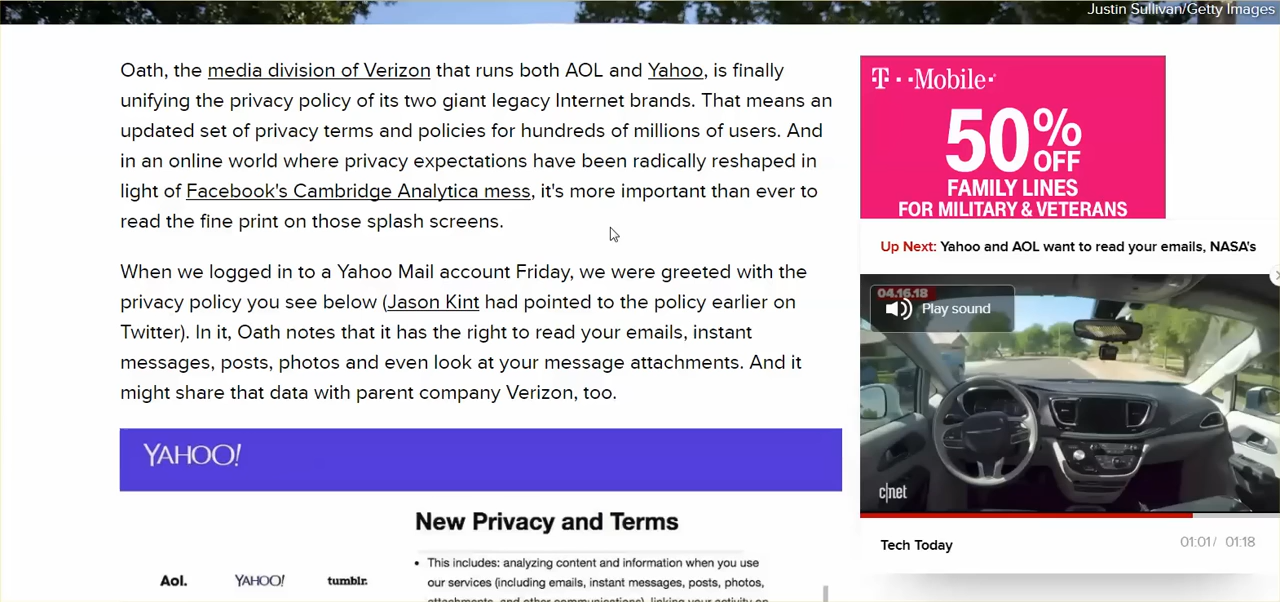 Justin Sullivan/Getty Images
Oath, the media division of Verizon that runs both AOL and Yahoo, is finally
unifying the privacy policy of its two giant legacy Internet brands. That means an
updated set of privacy terms and policies for hundreds of millions of users. And
in an online world where privacy expectations have been radically reshaped in
light of Facebook's Cambridge Analytica mess, it's more important than ever to
read the fine print on those splash screens.
When we logged in to a Yahoo Mail account Friday, we were greeted with the
privacy policy you see below (Jason Kint had pointed to the policy earlier on
Twitter). In it, Oath notes that it has the right to read your emails, instant
messages, posts, photos and even look at your message attachments. And it
might share that data with parent company Verizon, too.
YAHOO!
New Privacy and Terms
• This includes: analyzing content and information when you use
our services (including emails, instant messages, posts, photos,
attachments, and other communications), linking your activity on
Aol. YAHOO! tumblr.
T··Mobile·
50% OFF
FAMILY LINES
FOR MILITARY & VETERANS
Up Next: Yahoo and AOL want to read your emails, NASA's
04.16.18
Play sound
c|net
Tech Today
01:01 / 01:18